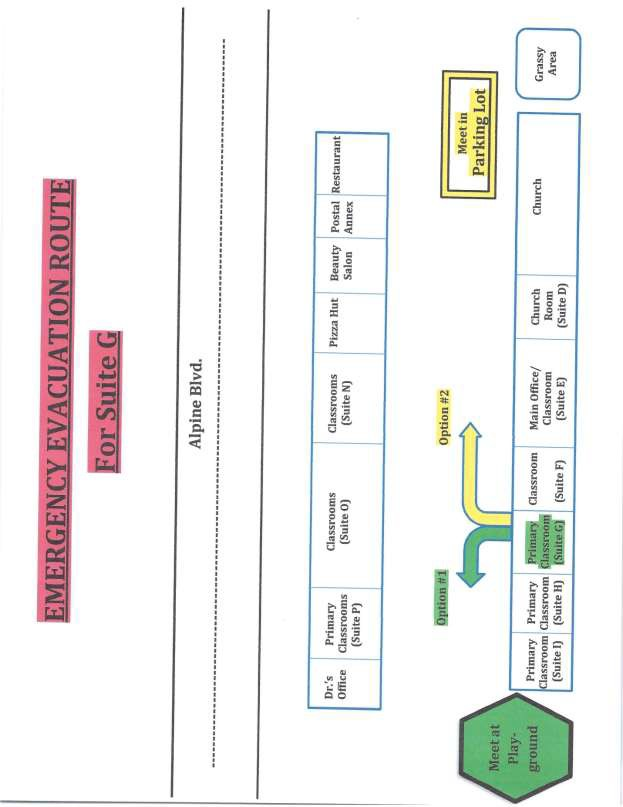 EMERGENCY EVACUATION ROUTE
For Suite G
Alpine Blvd.
Dr.'s
Office
Primary
Classrooms
(Suite P)
Classrooms
(Suite O)
Classrooms
(Suite N)
Pizza Hut
Beauty
Salon
Postal
Annex
Restaurant
Option #1
Option #2
Meet in
Parking Lot
Meet at
Play-
ground
Primary
Classroom
(Suite I)
Primary
Classroom
(Suite H)
Primary
Classroom
(Suite G)
Classroom
(Suite F)
Main Office/
Classroom
(Suite E)
Church
Room
(Suite D)
Church
Grassy
Area